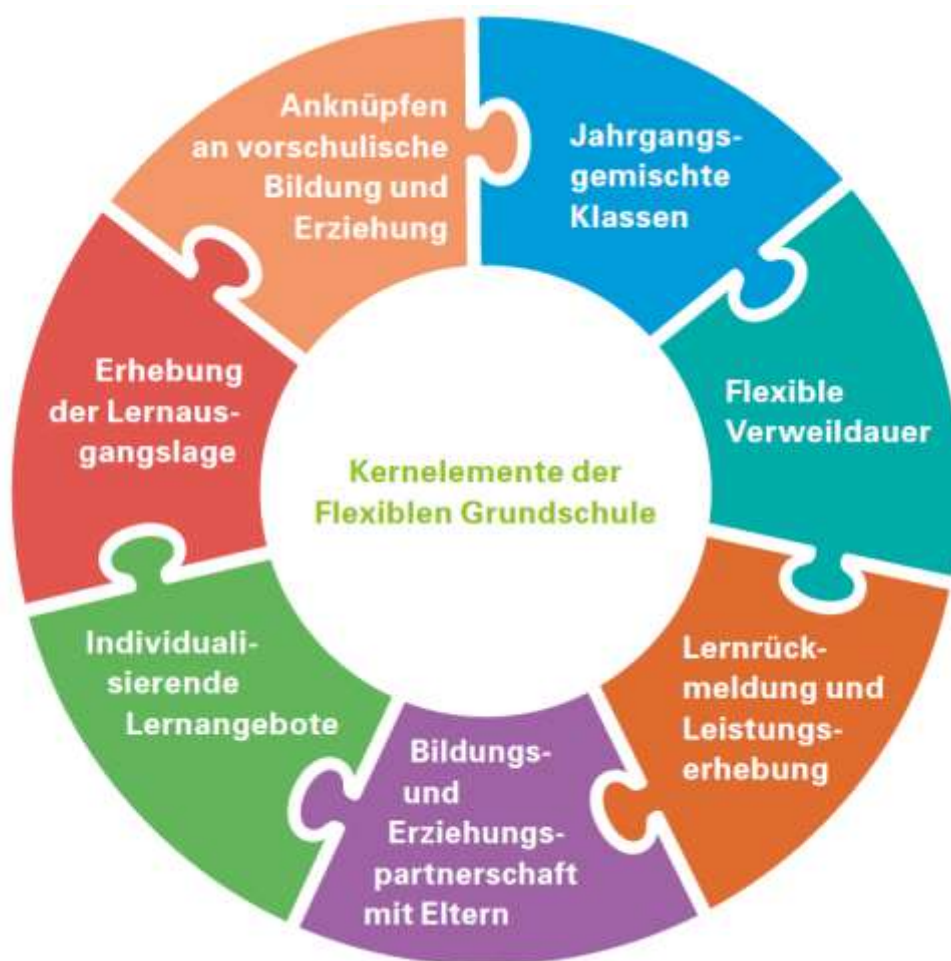 Anknüpfen
an vorschulische
Bildung und
Erziehung
Jahrgangs-
gemischte
Klassen
Flexible
Verweildauer
Lernrück-
meldung und
Leistungs-
erhebung
Bildungs-
und
Erziehungs-
partnerschaft
mit Eltern
Individuali-
sierende
Lernangebote
Erhebung
der Lernaus-
gangslage
Kernelemente der
Flexiblen Grundschule